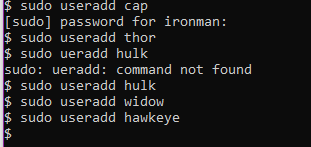 $ sudo useradd cap
[sudo] password for ironman:
$ sudo useradd thor
$ sudo ueradd hulk
sudo: ueradd: command not found
$ sudo useradd hulk
$ sudo useradd widow
$ sudo useradd hawkeye
$